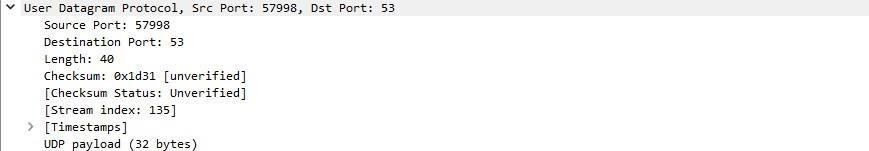 User Datagram Protocol, Src Port: 57998, Dst Port: 53
Source Port: 57998
Destination Port: 53
Length: 40
Checksum: 0x1d31 [unverified]
[Checksum Status: Unverified]
[Stream index: 135]
[Timestamps]
UDP payload (32 bytes)